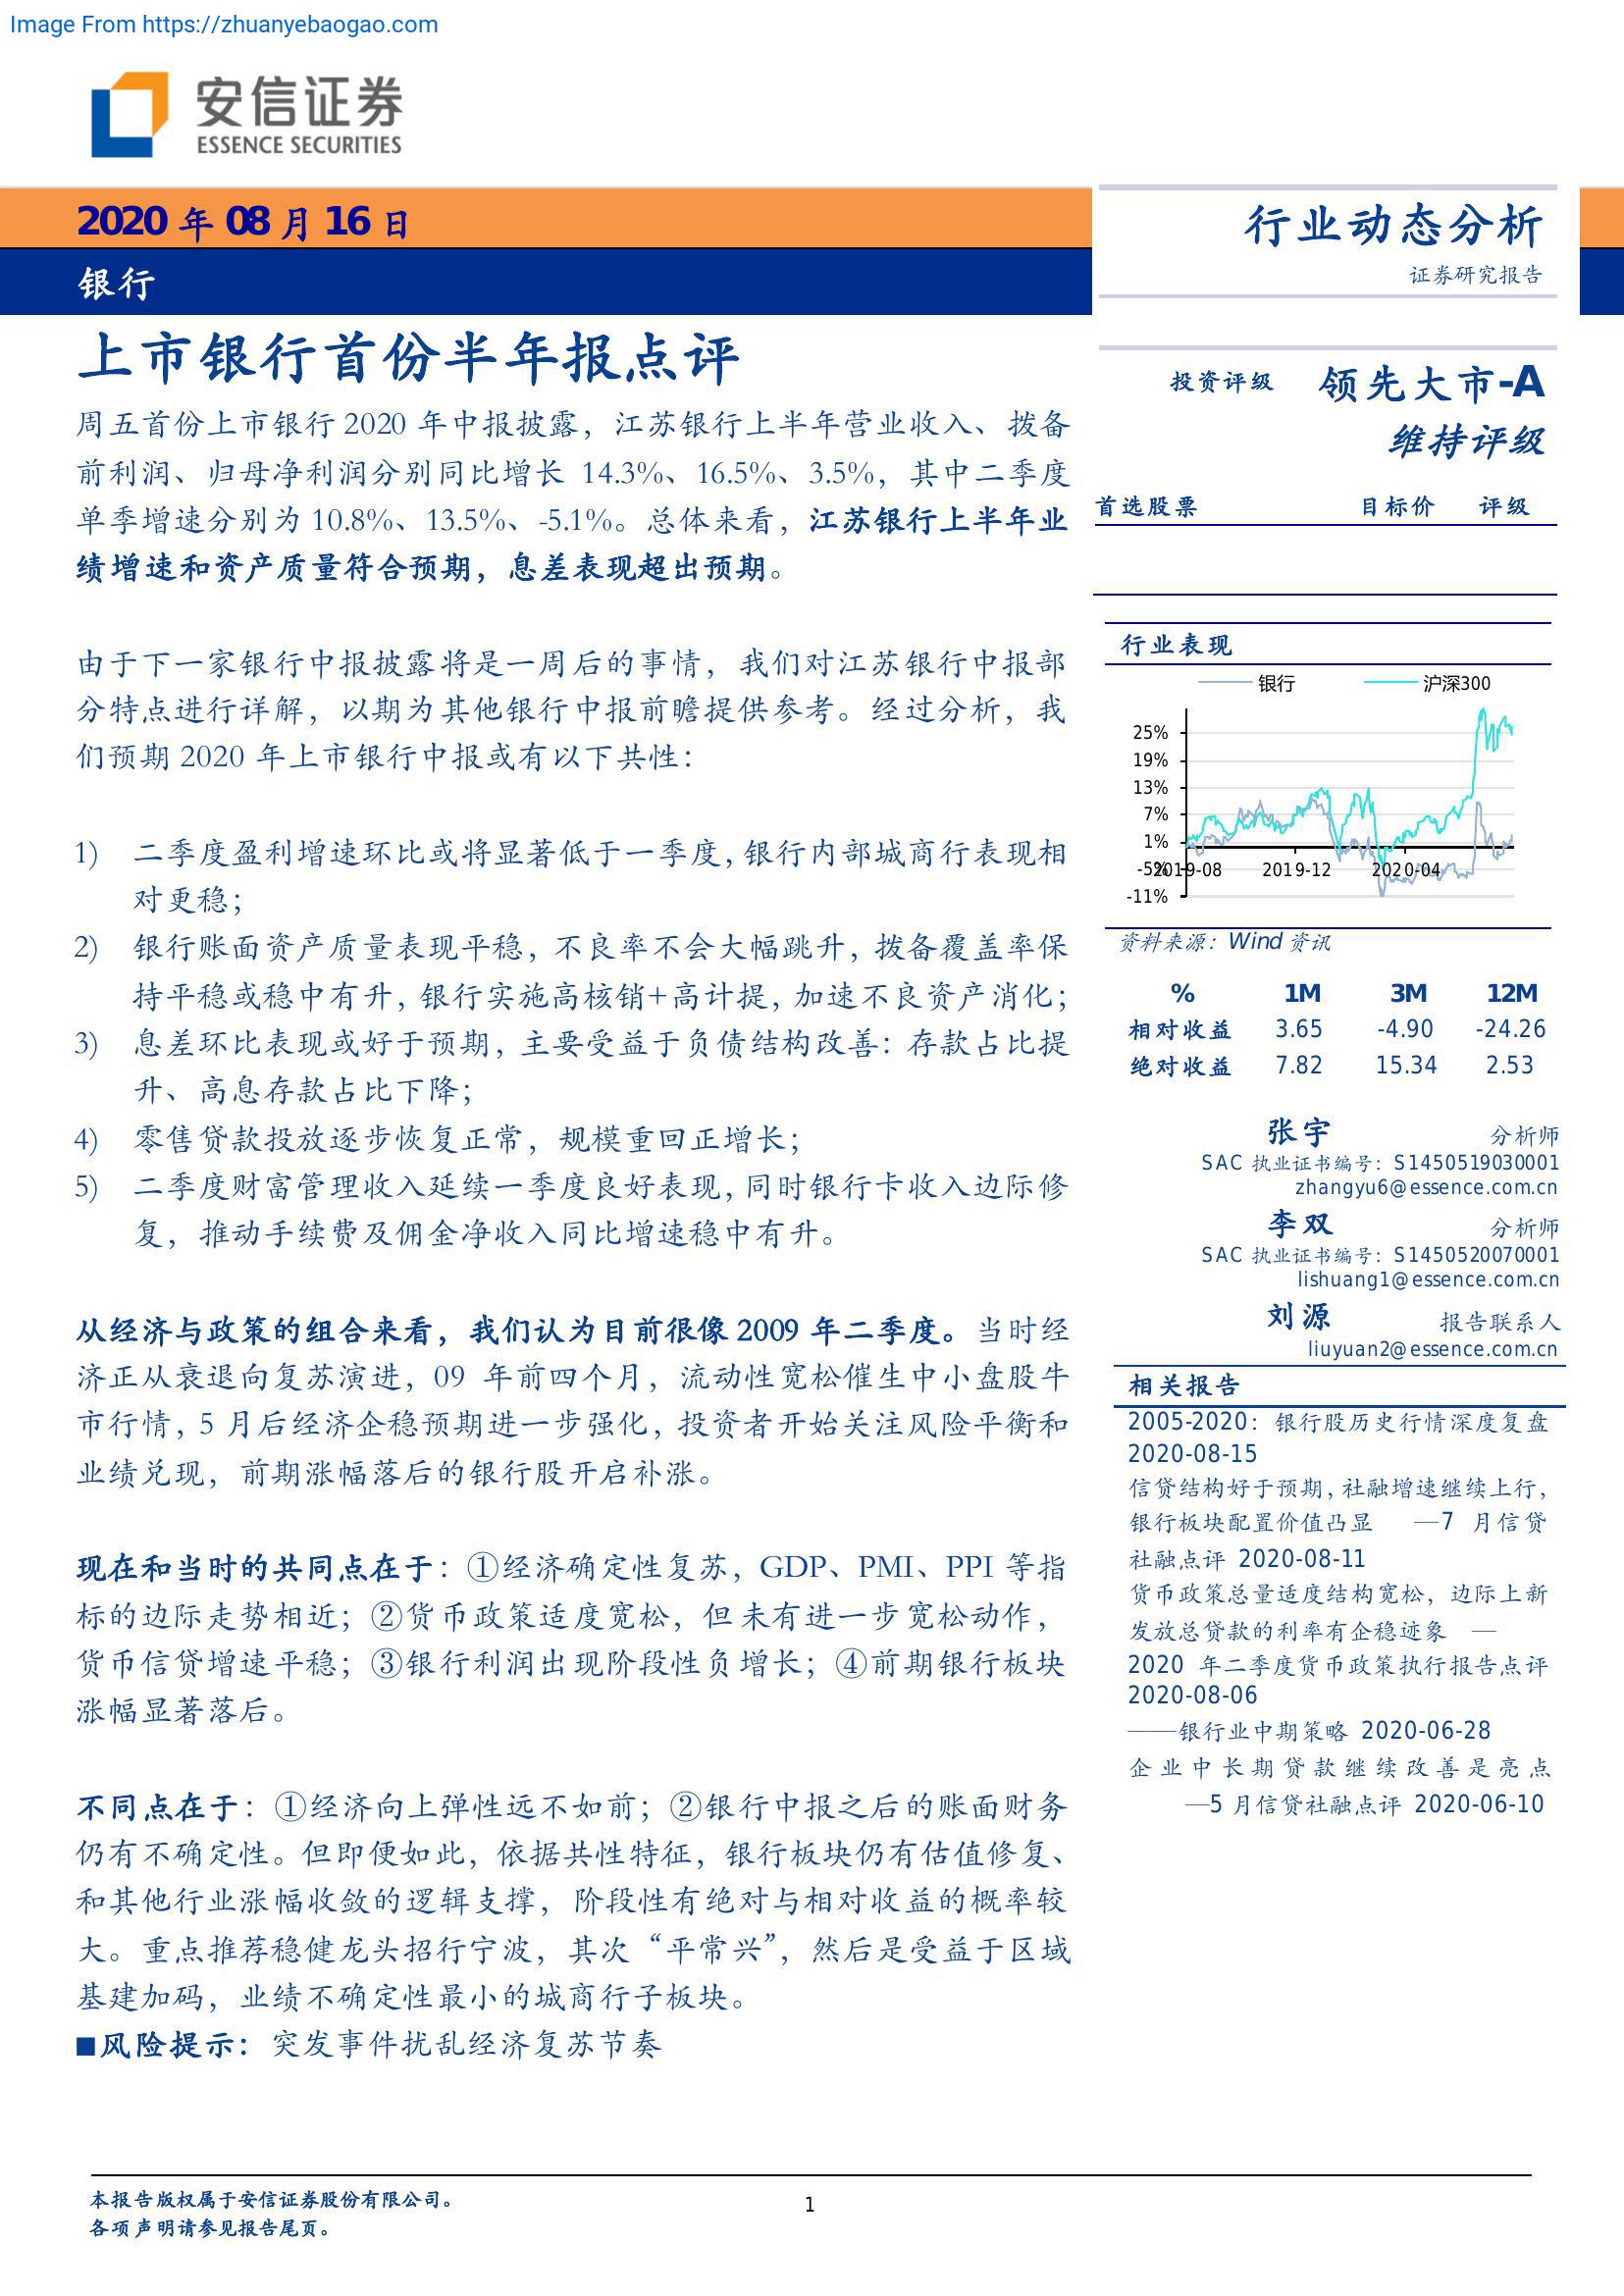 Image From https://zhuanyebaogao.com
安信证券
ESSENCE SECURITIES
2020 年 08 月 16 日
银行
行业动态分析
证券研究报告
上市银行首份半年报点评
周五首份上市银行 2020 年中报披露，江苏银行上半年营业收入、拨备
前利润、归母净利润分别同比增长 14.3%、16.5%、3.5%，其中二季度
单季增速分别为 10.8%、13.5%、-5.1%。总体来看，江苏银行上半年业
绩增速和资产质量符合预期，息差表现超出预期。
由于下一家银行中报披露将是一周后的事情，我们对江苏银行中报部
分特点进行详解，以期为其他银行中报前瞻提供参考。经过分析，我
们预期 2020 年上市银行中报或有以下共性：
1) 二季度盈利增速环比或将显著低于一季度，银行内部城商行表现相
对更稳；
2) 银行账面资产质量表现平稳，不良率不会大幅跳升，拨备覆盖率保
持平稳或稳中有升，银行实施高核销+高计提，加速不良资产消化；
3) 息差环比表现或好于预期，主要受益于负债结构改善：存款占比提
升、高息存款占比下降；
4) 零售贷款投放逐步恢复正常，规模重回正增长；
5) 二季度财富管理收入延续一季度良好表现，同时银行卡收入边际修
复，推动手续费及佣金净收入同比增速稳中有升。
从经济与政策的组合来看，我们认为目前很像 2009 年二季度。当时经
济正从衰退向复苏演进，09 年前四个月，流动性宽松催生中小盘股牛
市行情，5 月后经济企稳预期进一步强化，投资者开始关注风险平衡和
业绩兑现，前期涨幅落后的银行股开启补涨。
现在和当时的共同点在于：①经济确定性复苏，GDP、PMI、PPI 等指
标的边际走势相近；②货币政策适度宽松，但未有进一步宽松动作，
货币信贷增速平稳；③银行利润出现阶段性负增长；④前期银行板块
涨幅显著落后。
不同点在于：①经济向上弹性远不如前；②银行中报之后的账面财务
仍有不确定性。但即便如此，依据共性特征，银行板块仍有估值修复、
和其他行业涨幅收敛的逻辑支撑，阶段性有绝对与相对收益的概率较
大。重点推荐稳健龙头招行宁波，其次“平常兴”，然后是受益于区域
基建加码，业绩不确定性最小的城商行子板块。
■风险提示：突发事件扰乱经济复苏节奏
投资评级 领先大市-A
维持评级
首选股票 目标价 评级
行业表现
银行 沪深300
25%
19%
13%
7%
1%
-5%
-11%
2019-08 2019-12 2020-04
资料来源：Wind 资讯
% 1M 3M 12M
相对收益 3.65 -4.90 -24.26
绝对收益 7.82 15.34 2.53
张宇 分析师
SAC 执业证书编号：S1450519030001
zhangyu6@essence.com.cn
李双 分析师
SAC 执业证书编号：S1450520070001
lishuang1@essence.com.cn
刘源 报告联系人
liuyuan2@essence.com.cn
相关报告
2005-2020：银行股历史行情深度复盘
2020-08-15
信贷结构好于预期，社融增速继续上行，
银行板块配置价值凸显 —7 月信贷
社融点评 2020-08-11
货币政策总量适度结构宽松，边际上新
发放总贷款的利率有企稳迹象 —
2020 年二季度货币政策执行报告点评
2020-08-06
——银行业中期策略 2020-06-28
企业中长期贷款继续改善是亮点
—5 月信贷社融点评 2020-06-10
本报告版权属于安信证券股份有限公司。
各项声明请参见报告尾页。
1